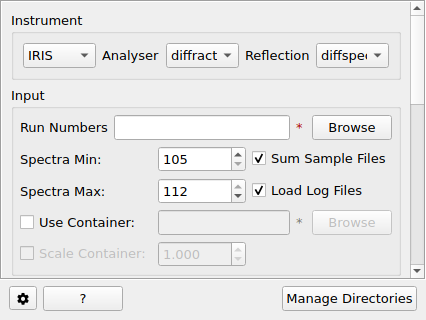 Instrument
IRIS Analyser diffract Reflection diffspec
Input
Run Numbers * Browse
Spectra Min: 105 Sum Sample Files
Spectra Max: 112 Load Log Files
Use Container: * Browse
Scale Container: 1.000
? Manage Directories